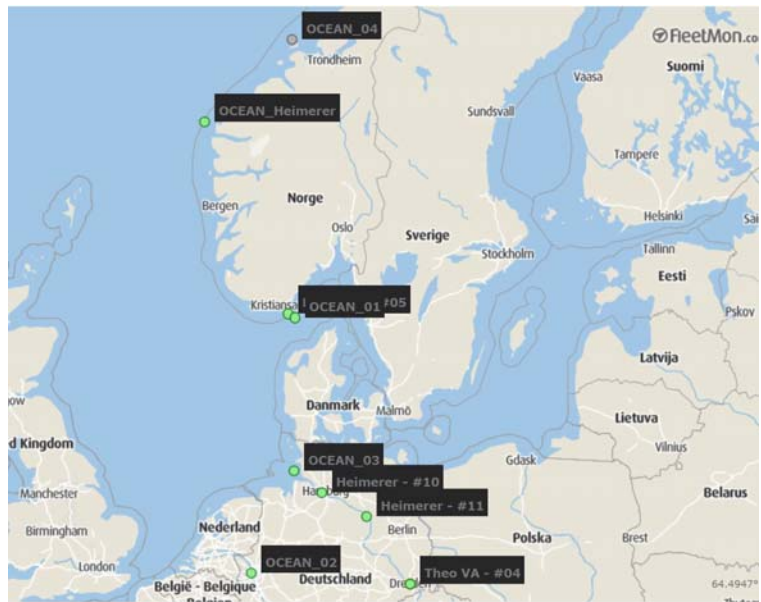 OCEAN_04
FleetMon.co
Trondheim
Suomi
Vaasa
OCEAN_Heimerer
Sundsvall
Tampere
Norge
Bergen
Oslo
Helsinki
Sverige
Tallinn
Stockholm
Eesti
Kristiansa
OCEAN_01
#05
Pskov
Latvija
Danmark
Malmö
Lietuva
Vilnius
d Kingdom
OCEAN_03
Gdask
Heimerer - #10
Manchester
Belarus
Heimerer - #11
Nederland
Berlin
Birmingham
Polska
Brest
London
OCEAN_02
Theo VA - #04
België - Belgique
Deutschland
64.4947°